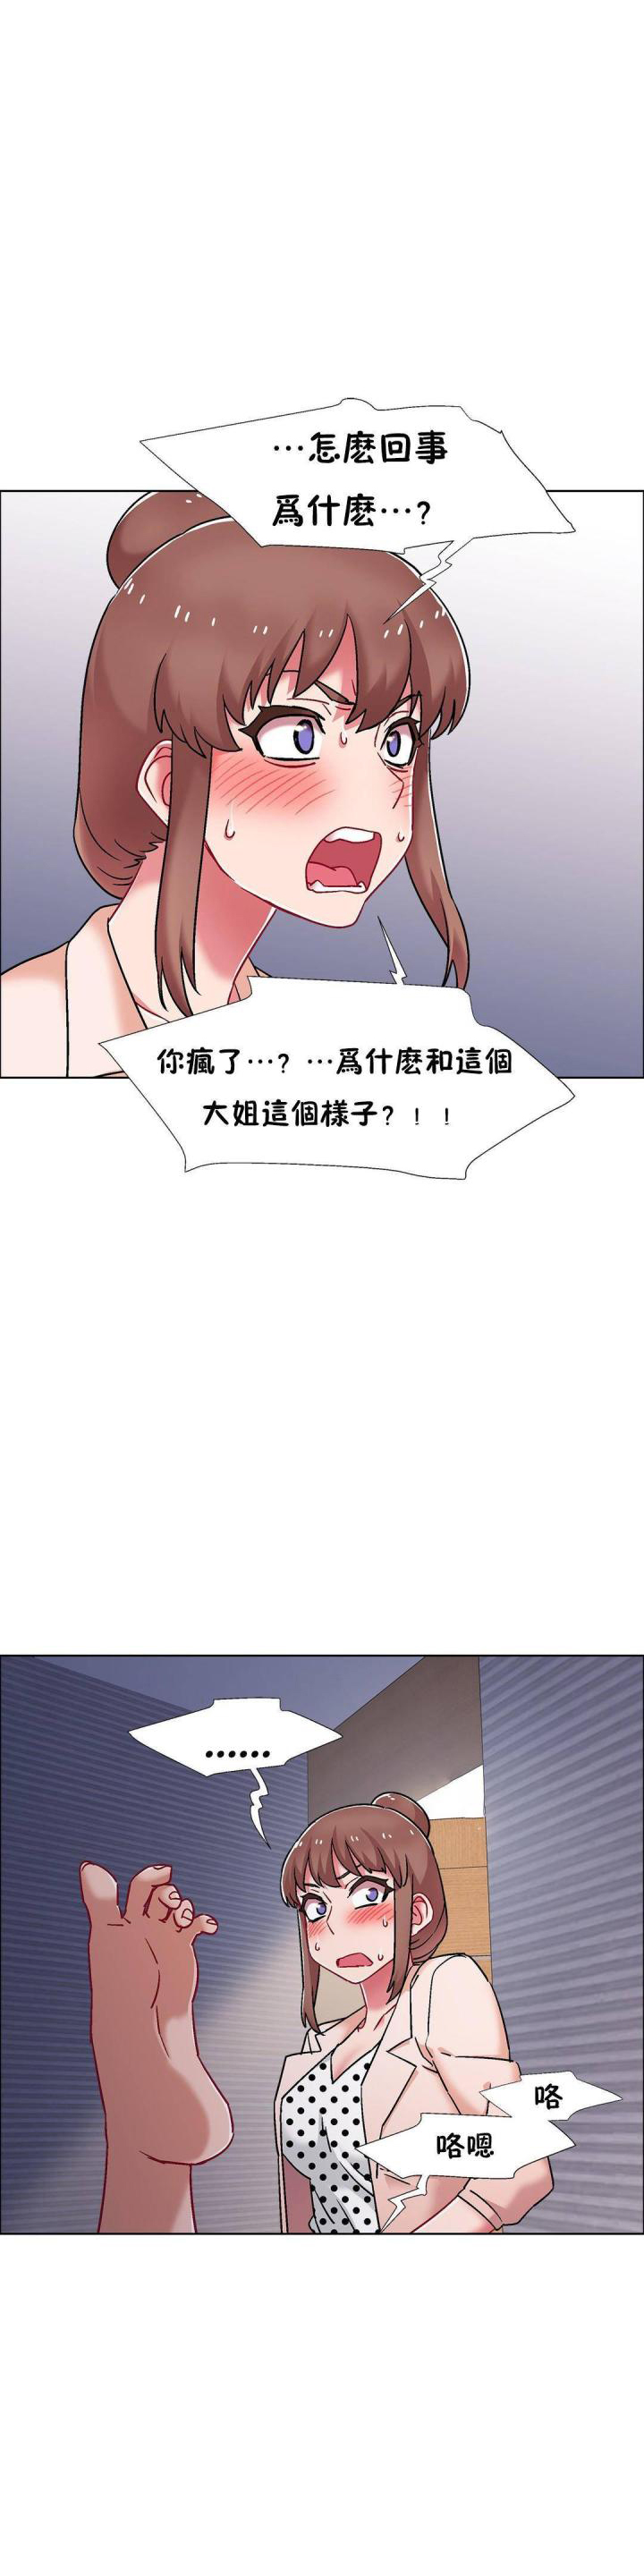 …怎麽回事
爲什麽…?
你瘋了…? …爲什麽和這個
大姐這個樣子?!!
......
咯
咯嗯